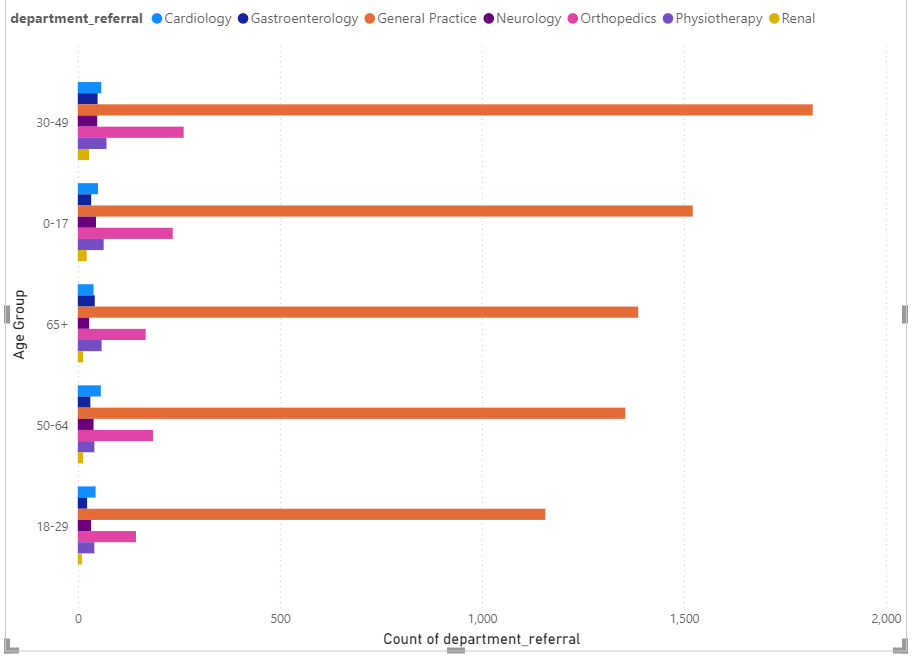 department_referral Cardiology Gastroenterology General Practice Neurology Orthopedics Physiotherapy Renal
Age Group
30-49
0-17
65+
50-64
18-29
0 500 1,000 1,500 2,000
Count of department_referral